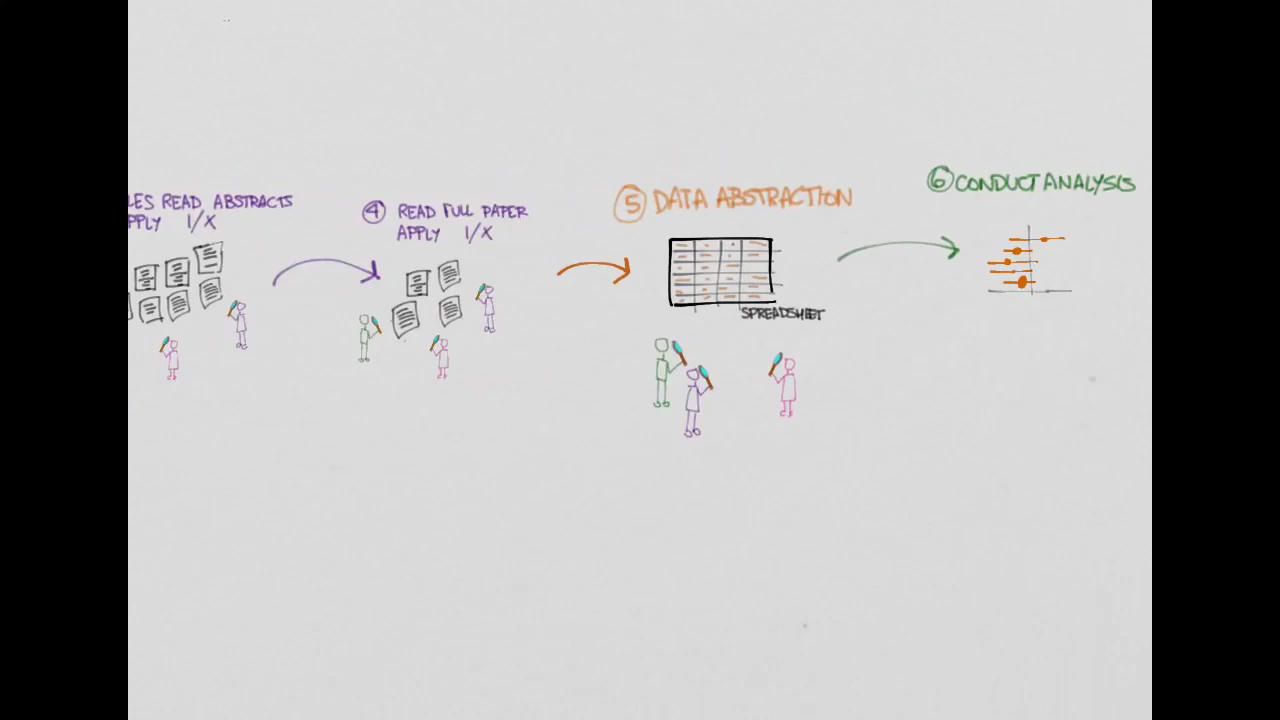 LES READ ABSTRACTS
PPLY 1/X
④ READ FULL PAPER
APPLY 1/X
⑤ DATA ABSTRACTION
SPREADSHEET
⑥ CONDUCT ANALYSIS